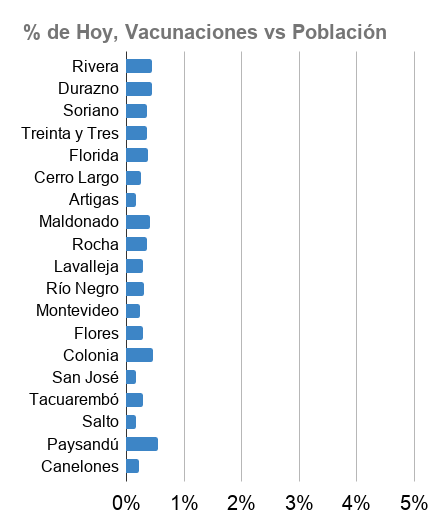 % de Hoy, Vacunaciones vs Población
Rivera
Durazno
Soriano
Treinta y Tres
Florida
Cerro Largo
Artigas
Maldonado
Rocha
Lavalleja
Río Negro
Montevideo
Flores
Colonia
San José
Tacuarembó
Salto
Paysandú
Canelones
0% 1% 2% 3% 4% 5%